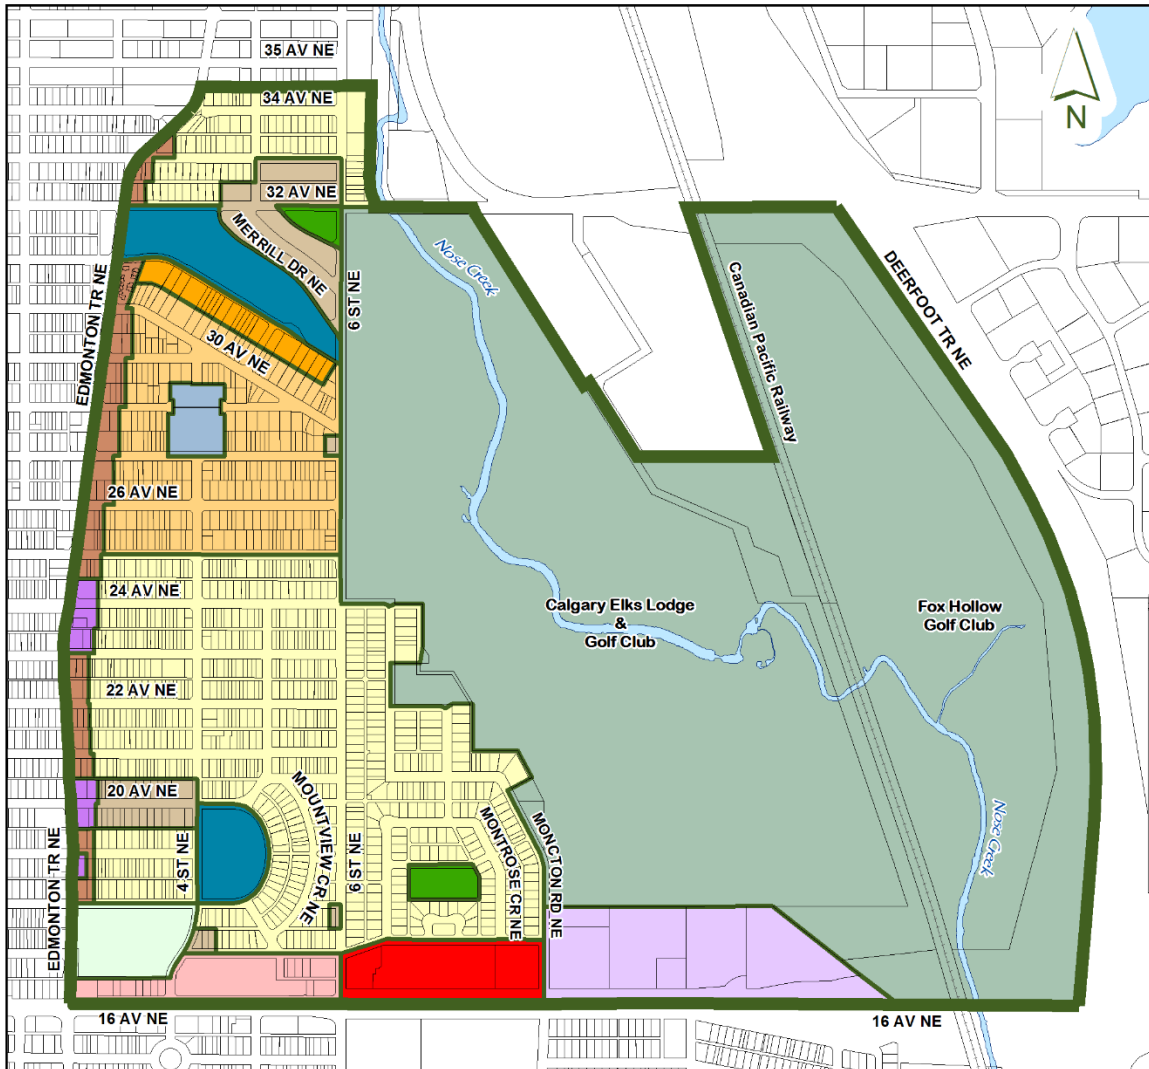 35 AV NE
34 AV NE
N
32 AV NE
MERRILL DR NE
Nose Creek
6 ST NE
Canadian Pacific Railway
DEERFOOT TR NE
EDMONTON TR NE
30 AV NE
26 AV NE
24 AV NE
Calgary Elks Lodge
&
Golf Club
Fox Hollow
Golf Club
22 AV NE
20 AV NE
MOUNTVIEW CR NE
4 ST NE
6 ST NE
MONTROSE CR NE
MONCTON RD NE
Nose Creek
EDMONTON TR NE
16 AV NE
16 AV NE